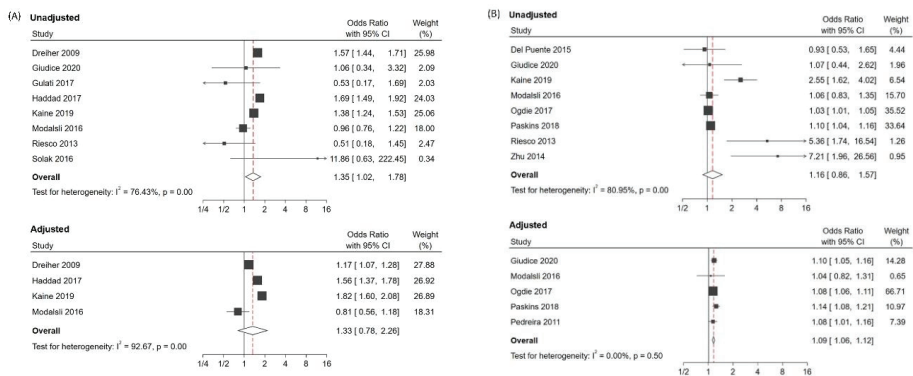 (A)
Unadjusted
Study
Odds Ratio
with 95% CI
Weight
(%)
Dreiher 2009 1.57 [ 1.44, 1.71] 25.98
Giudice 2020 1.06 [ 0.34, 3.32] 2.09
Gulati 2017 0.53 [ 0.17, 1.69] 2.03
Haddad 2017 1.69 [ 1.49, 1.92] 24.03
Kaine 2019 1.38 [ 1.24, 1.53] 25.06
Modalsli 2016 0.96 [ 0.76, 1.22] 18.00
Riesco 2013 0.51 [ 0.18, 1.45] 2.47
Solak 2016 11.86 [ 0.63, 222.45] 0.34
Overall 1.35 [ 1.02, 1.78]
Test for heterogeneity: I² = 76.43%, p = 0.00
1/4 1/2 1 2 4 8 16
Adjusted
Study
Odds Ratio
with 95% CI
Weight
(%)
Dreiher 2009 1.17 [ 1.07, 1.28] 27.88
Haddad 2017 1.56 [ 1.37, 1.78] 26.92
Kaine 2019 1.82 [ 1.60, 2.08] 26.89
Modalsli 2016 0.81 [ 0.56, 1.18] 18.31
Overall 1.33 [ 0.78, 2.26]
Test for heterogeneity: I² = 92.67, p = 0.00
1/4 1/2 1 2 4 8 16
(B)
Unadjusted
Study
Odds Ratio
with 95% CI
Weight
(%)
Del Puente 2015 0.93 [ 0.53, 1.65] 4.44
Giudice 2020 1.07 [ 0.44, 2.62] 1.96
Kaine 2019 2.55 [ 1.62, 4.02] 6.54
Modalsli 2016 1.06 [ 0.83, 1.35] 15.70
Ogdie 2017 1.03 [ 1.01, 1.05] 35.52
Paskins 2018 1.10 [ 1.04, 1.16] 33.64
Riesco 2013 5.36 [ 1.74, 16.54] 1.26
Zhu 2014 7.21 [ 1.96, 26.56] 0.95
Overall 1.16 [ 0.86, 1.57]
Test for heterogeneity: I² = 80.95%, p = 0.00
1/2 1 2 4 8 16
Adjusted
Study
Odds Ratio
with 95% CI
Weight
(%)
Giudice 2020 1.10 [ 1.05, 1.16] 14.28
Modalsli 2016 1.04 [ 0.82, 1.31] 0.65
Ogdie 2017 1.08 [ 1.06, 1.11] 66.71
Paskins 2018 1.14 [ 1.08, 1.21] 10.97
Pedreira 2011 1.08 [ 1.01, 1.16] 7.39
Overall 1.09 [ 1.06, 1.12]
Test for heterogeneity: I² = 0.00%, p = 0.50
1/2 1 2 4 8 16